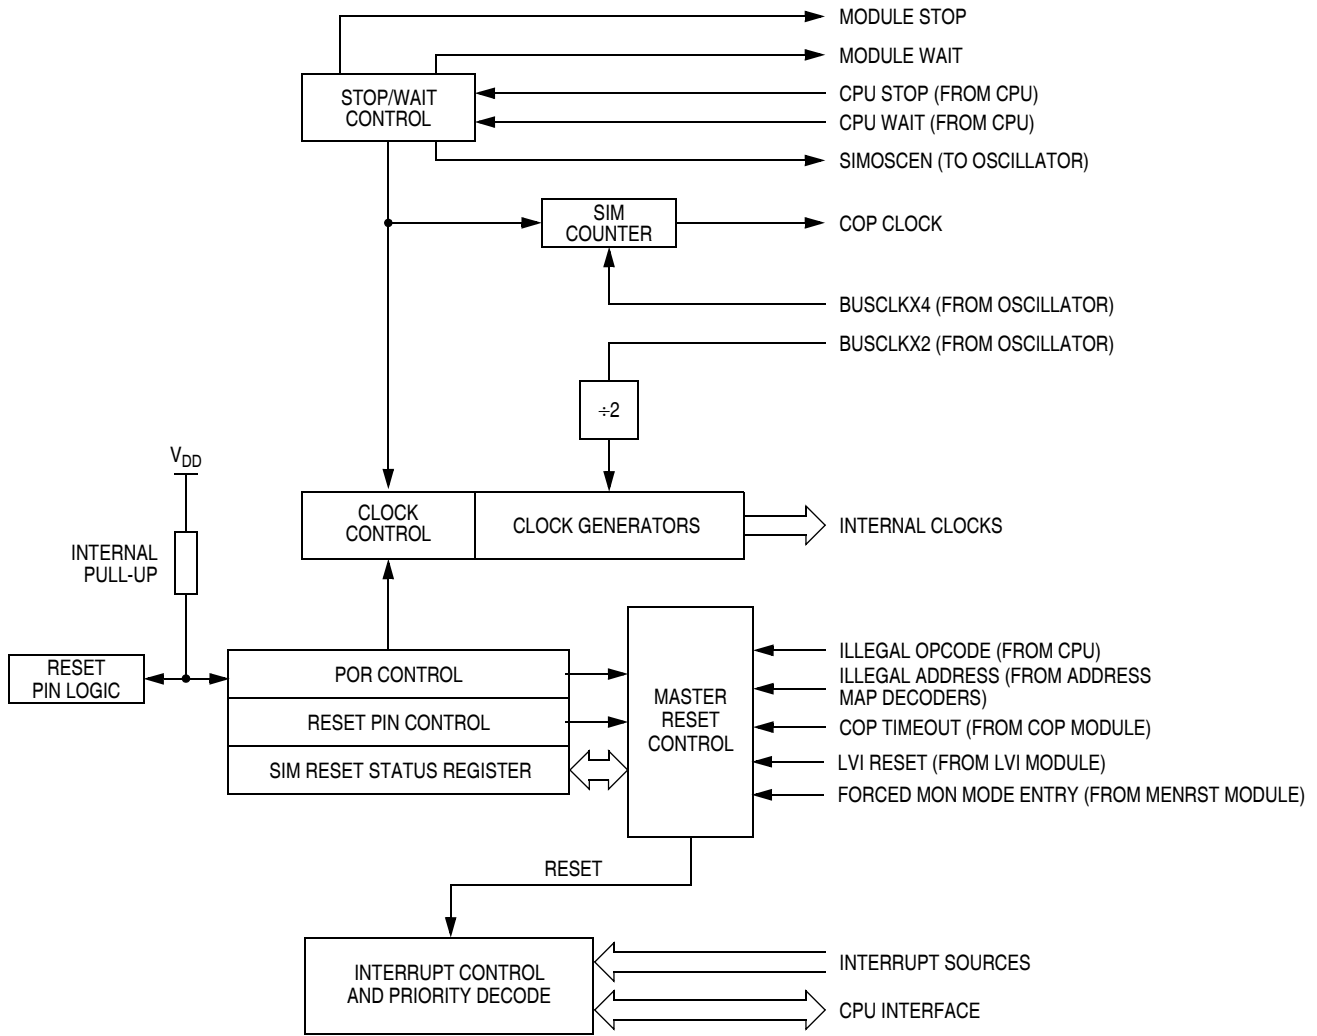 MODULE STOP
MODULE WAIT
STOP/WAIT
CONTROL
CPU STOP (FROM CPU)
CPU WAIT (FROM CPU)
SIMOSCEN (TO OSCILLATOR)
SIM
COUNTER
COP CLOCK
BUSCLKX4 (FROM OSCILLATOR)
BUSCLKX2 (FROM OSCILLATOR)
÷2
VDD
INTERNAL
PULL-UP
CLOCK
CONTROL
CLOCK GENERATORS
INTERNAL CLOCKS
RESET
PIN LOGIC
POR CONTROL
RESET PIN CONTROL
SIM RESET STATUS REGISTER
MASTER
RESET
CONTROL
ILLEGAL OPCODE (FROM CPU)
ILLEGAL ADDRESS (FROM ADDRESS
MAP DECODERS)
COP TIMEOUT (FROM COP MODULE)
LVI RESET (FROM LVI MODULE)
FORCED MON MODE ENTRY (FROM MENRST MODULE)
RESET
INTERRUPT CONTROL
AND PRIORITY DECODE
INTERRUPT SOURCES
CPU INTERFACE